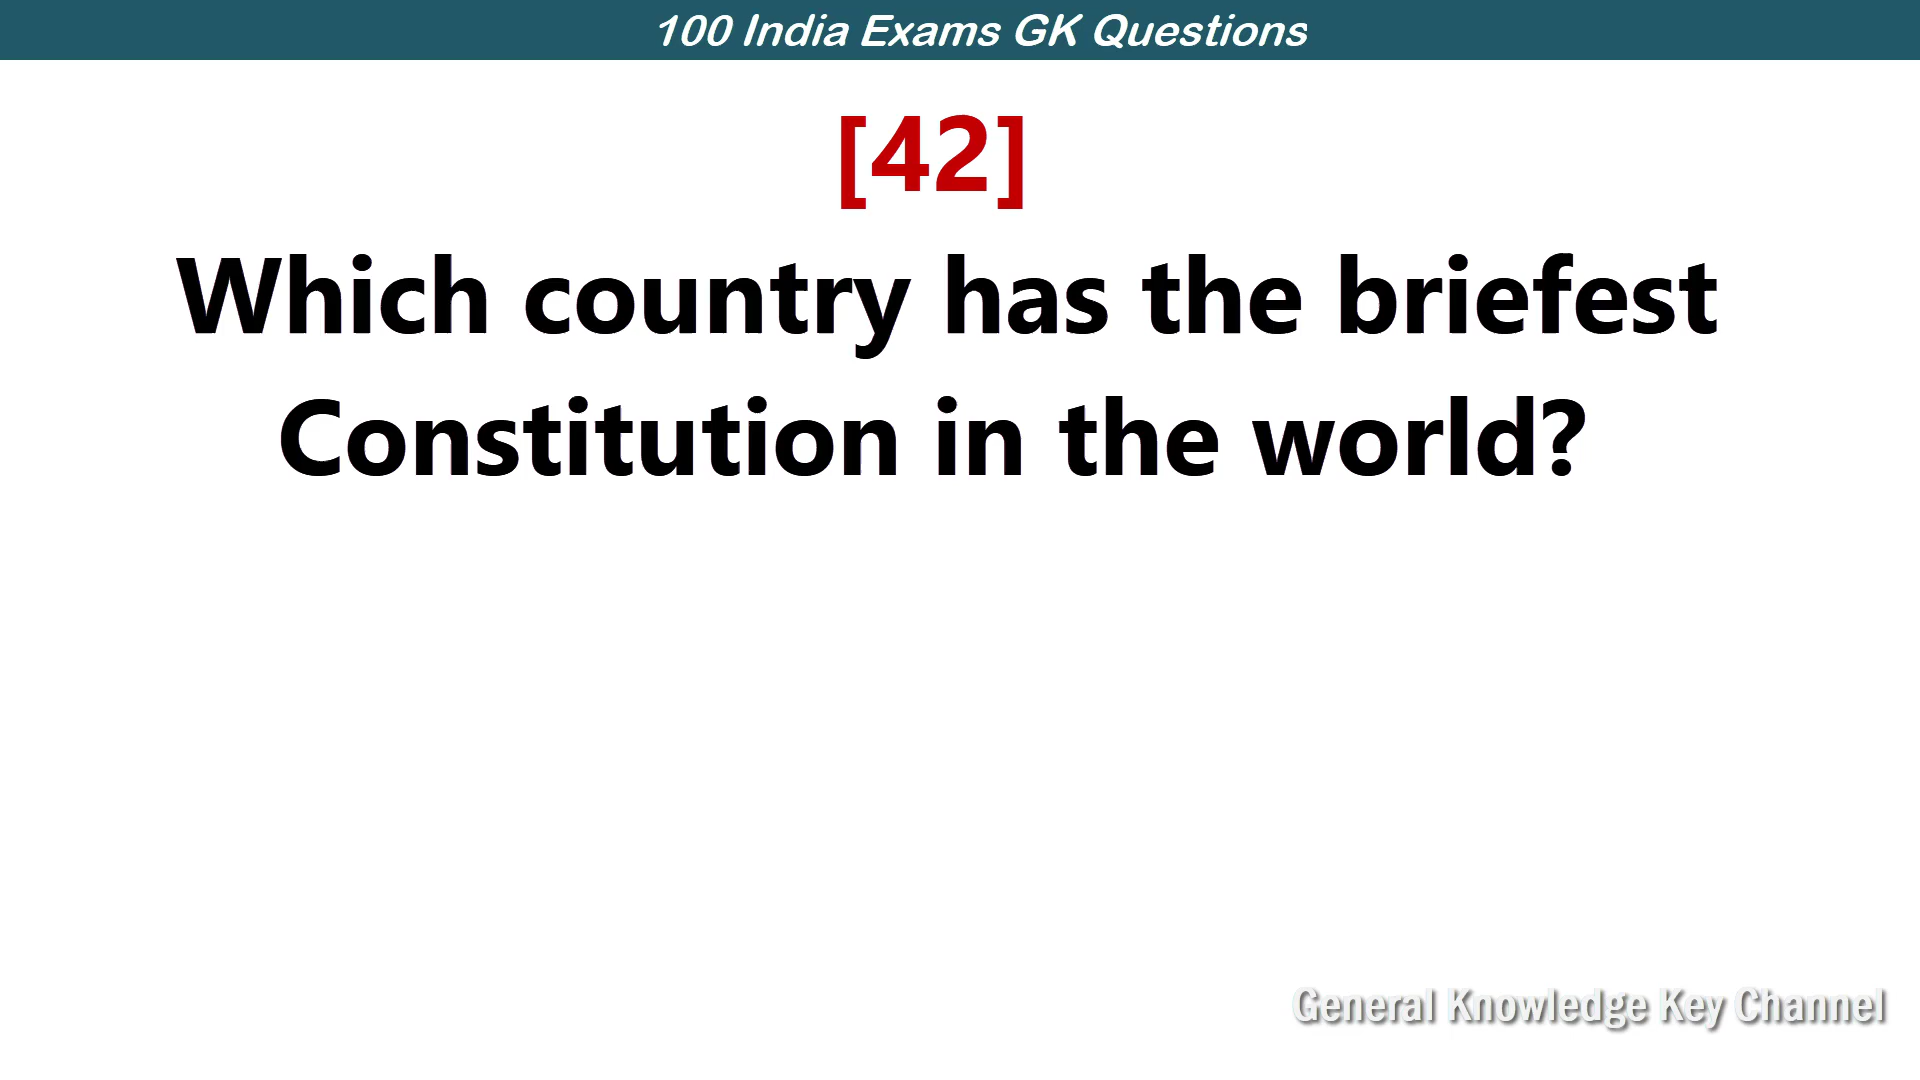 100 India Exams GK Questions
[42]
Which country has the briefest
Constitution in the world?
General Knowledge Key Channel